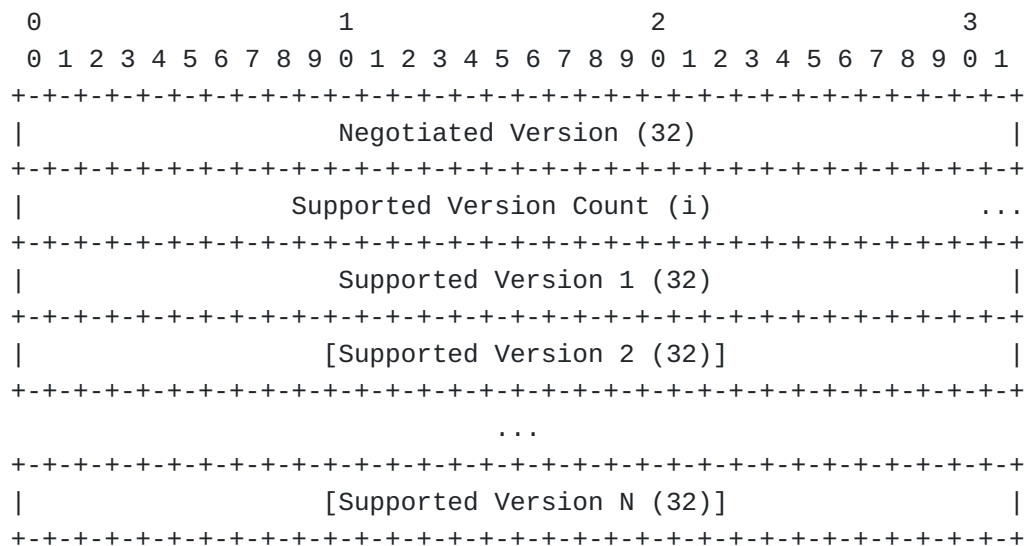 0                   1                   2                   3
 0 1 2 3 4 5 6 7 8 9 0 1 2 3 4 5 6 7 8 9 0 1 2 3 4 5 6 7 8 9 0 1
+-+-+-+-+-+-+-+-+-+-+-+-+-+-+-+-+-+-+-+-+-+-+-+-+-+-+-+-+-+-+-+-+
|                    Negotiated Version (32)                    |
+-+-+-+-+-+-+-+-+-+-+-+-+-+-+-+-+-+-+-+-+-+-+-+-+-+-+-+-+-+-+-+-+
|                 Supported Version Count (i)                 ...
+-+-+-+-+-+-+-+-+-+-+-+-+-+-+-+-+-+-+-+-+-+-+-+-+-+-+-+-+-+-+-+-+
|                    Supported Version 1 (32)                   |
+-+-+-+-+-+-+-+-+-+-+-+-+-+-+-+-+-+-+-+-+-+-+-+-+-+-+-+-+-+-+-+-+
|                   [Supported Version 2 (32)]                  |
+-+-+-+-+-+-+-+-+-+-+-+-+-+-+-+-+-+-+-+-+-+-+-+-+-+-+-+-+-+-+-+-+
                               ...
+-+-+-+-+-+-+-+-+-+-+-+-+-+-+-+-+-+-+-+-+-+-+-+-+-+-+-+-+-+-+-+-+
|                   [Supported Version N (32)]                  |
+-+-+-+-+-+-+-+-+-+-+-+-+-+-+-+-+-+-+-+-+-+-+-+-+-+-+-+-+-+-+-+-+